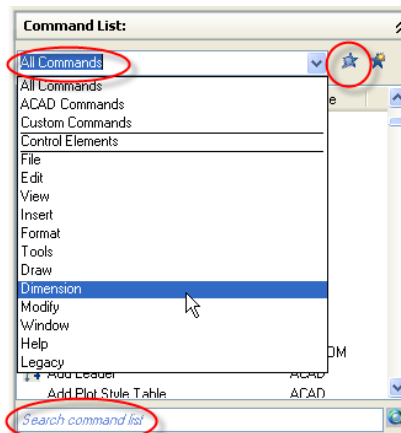 Command List:
All Commands
All Commands
ACAD Commands
Custom Commands
Control Elements
File
Edit
View
Insert
Format
Tools
Draw
Dimension
Modify
Window
Help
Legacy
Add Leader ACAD
Add Plot Style Table ACAD
Search command list